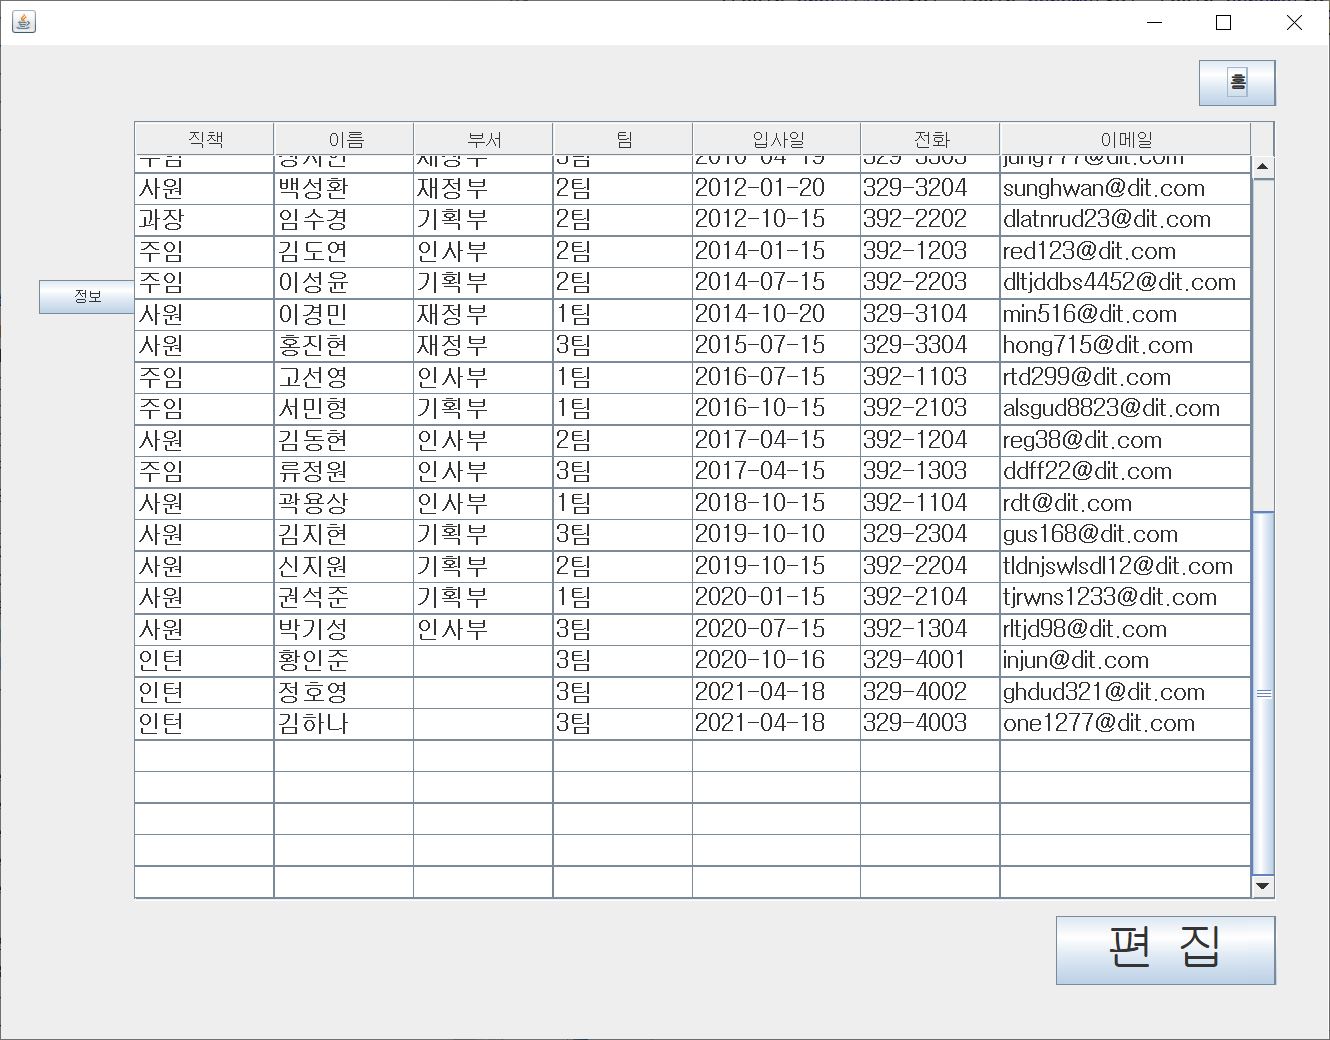 홈
직책 이름 부서 팀 입사일 전화 이메일
사원 백성환 재정부 2팀 2012-01-20 329-3204 sunghwan@dit.com
과장 임수경 기획부 2팀 2012-10-15 392-2202 dlatnrud23@dit.com
주임 김도연 인사부 2팀 2014-01-15 392-1203 red123@dit.com
주임 이성윤 기획부 2팀 2014-07-15 392-2203 dltjddbs4452@dit.com
정보
사원 이경민 재정부 1팀 2014-10-20 329-3104 min516@dit.com
사원 홍진현 재정부 3팀 2015-07-15 329-3304 hong715@dit.com
주임 고선영 인사부 1팀 2016-07-15 392-1103 rtd299@dit.com
주임 서민형 기획부 1팀 2016-10-15 392-2103 alsgud8823@dit.com
사원 김동현 인사부 2팀 2017-04-15 392-1204 reg38@dit.com
주임 류정원 인사부 3팀 2017-04-15 392-1303 ddff22@dit.com
사원 곽용상 인사부 1팀 2018-10-15 392-1104 rdt@dit.com
사원 김지현 기획부 3팀 2019-10-10 329-2304 gus168@dit.com
사원 신지원 기획부 2팀 2019-10-15 392-2204 tldnjswlsdl12@dit.com
사원 권석준 기획부 1팀 2020-01-15 392-2104 tjrwns1233@dit.com
사원 박기성 인사부 3팀 2020-07-15 392-1304 rltjd98@dit.com
인턴 황인준 3팀 2020-10-16 329-4001 injun@dit.com
인턴 정호영 3팀 2021-04-18 329-4002 ghdud321@dit.com
인턴 김하나 3팀 2021-04-18 329-4003 one1277@dit.com
편 집